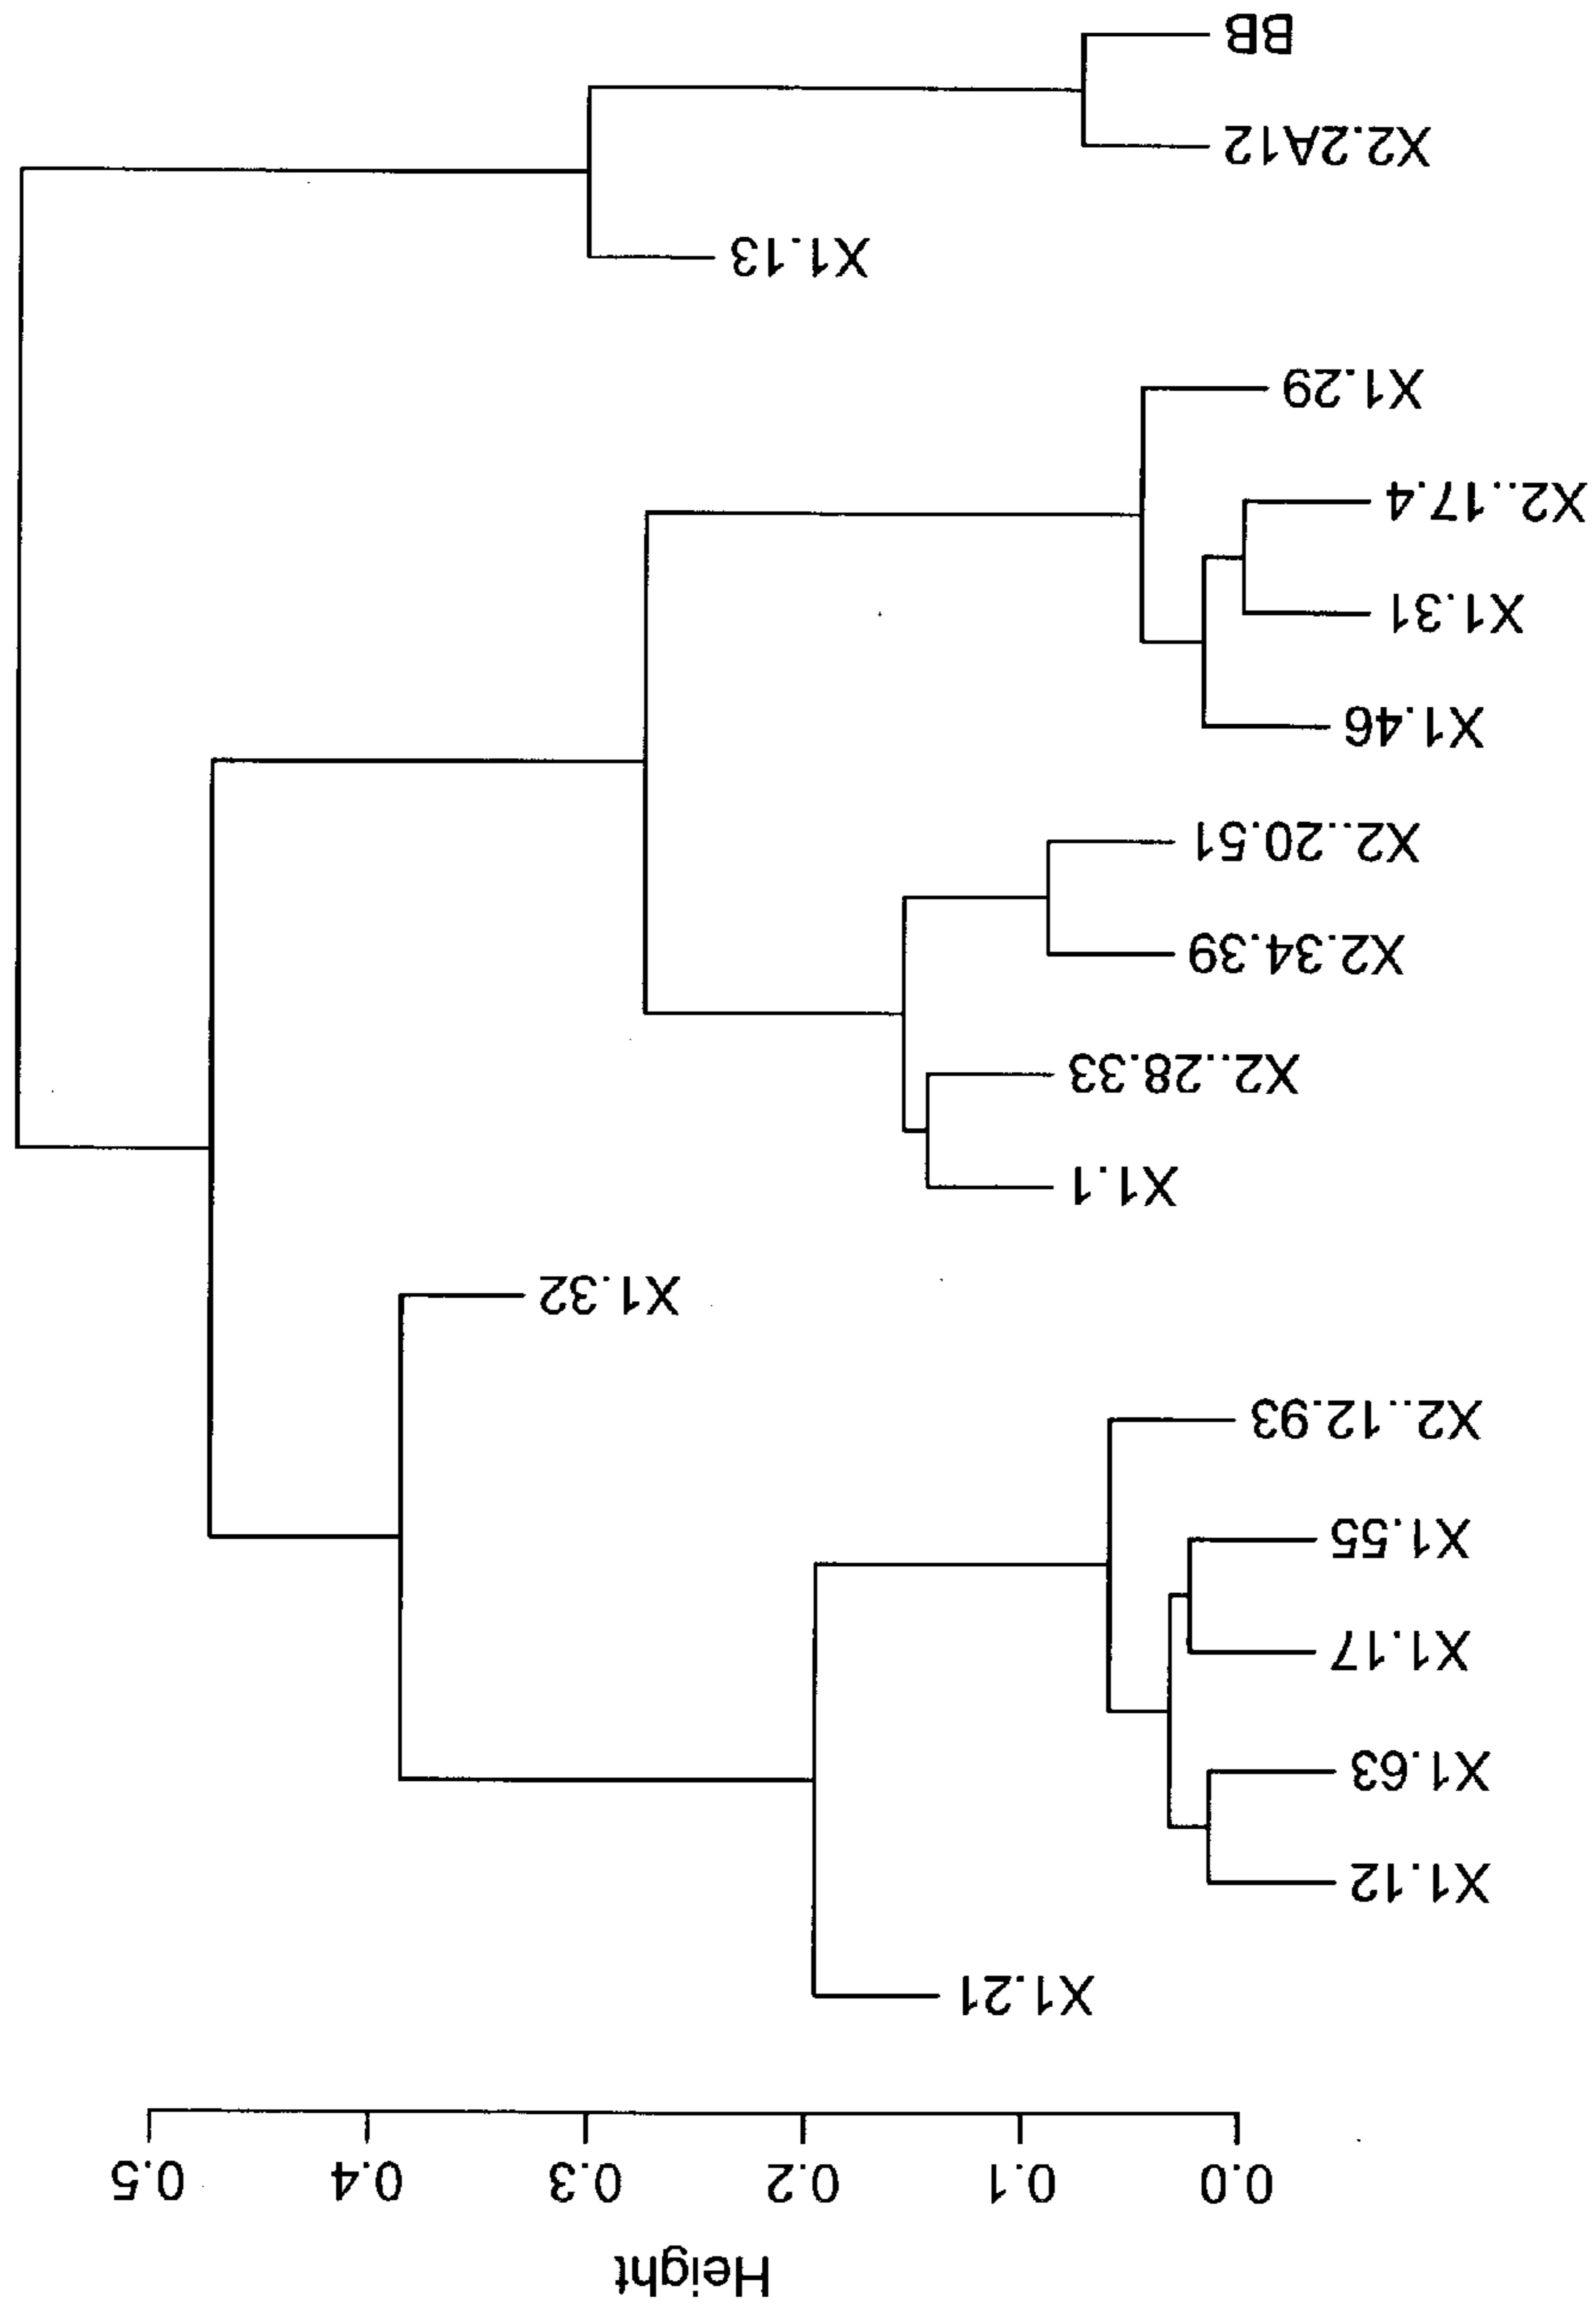 Height
0.0 0.1 0.2 0.3 0.4 0.5
X1.21
X1.12
X1.63
X1.17
X1.55
X2..12.93
X1.32
X1.1
X2..28.33
X2.34.39
X2..20.51
X1.46
X1.31
X2..17.4
X1.29
X1.13
X2.2A12
BB